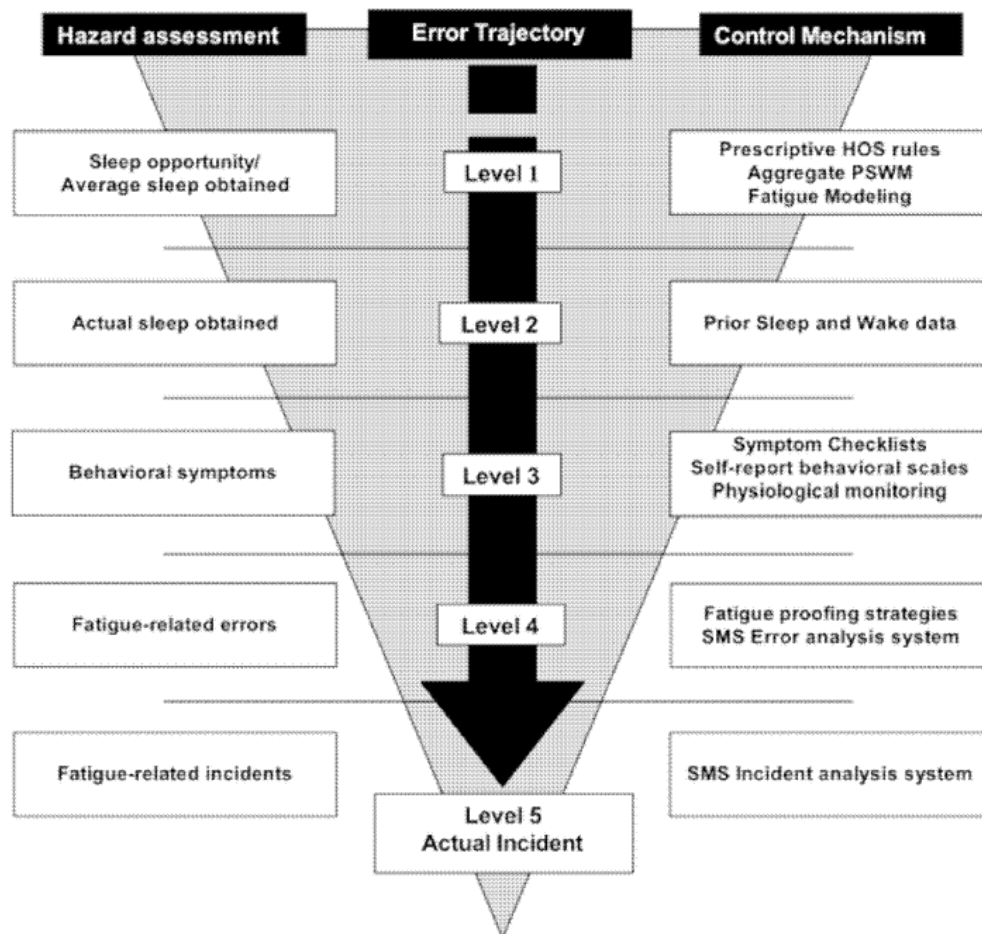 Hazard assessment
Error Trajectory
Control Mechanism
Sleep opportunity/
Average sleep obtained
Level 1
Prescriptive HOS rules
Aggregate PSWM
Fatigue Modeling
Actual sleep obtained
Level 2
Prior Sleep and Wake data
Behavioral symptoms
Level 3
Symptom Checklists
Self-report behavioral scales
Physiological monitoring
Fatigue-related errors
Level 4
Fatigue proofing strategies
SMS Error analysis system
Fatigue-related incidents
Level 5
Actual Incident
SMS Incident analysis system